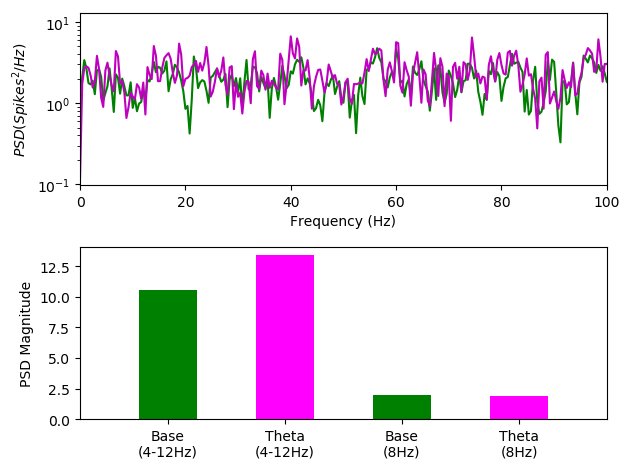 10¹
10⁰
10⁻¹
PSD(Spikes²/Hz)
0 20 40 60 80 100
Frequency (Hz)
12.5
10.0
7.5
5.0
2.5
0.0
PSD Magnitude
Base Theta Base Theta
(4-12Hz) (4-12Hz) (8Hz) (8Hz)